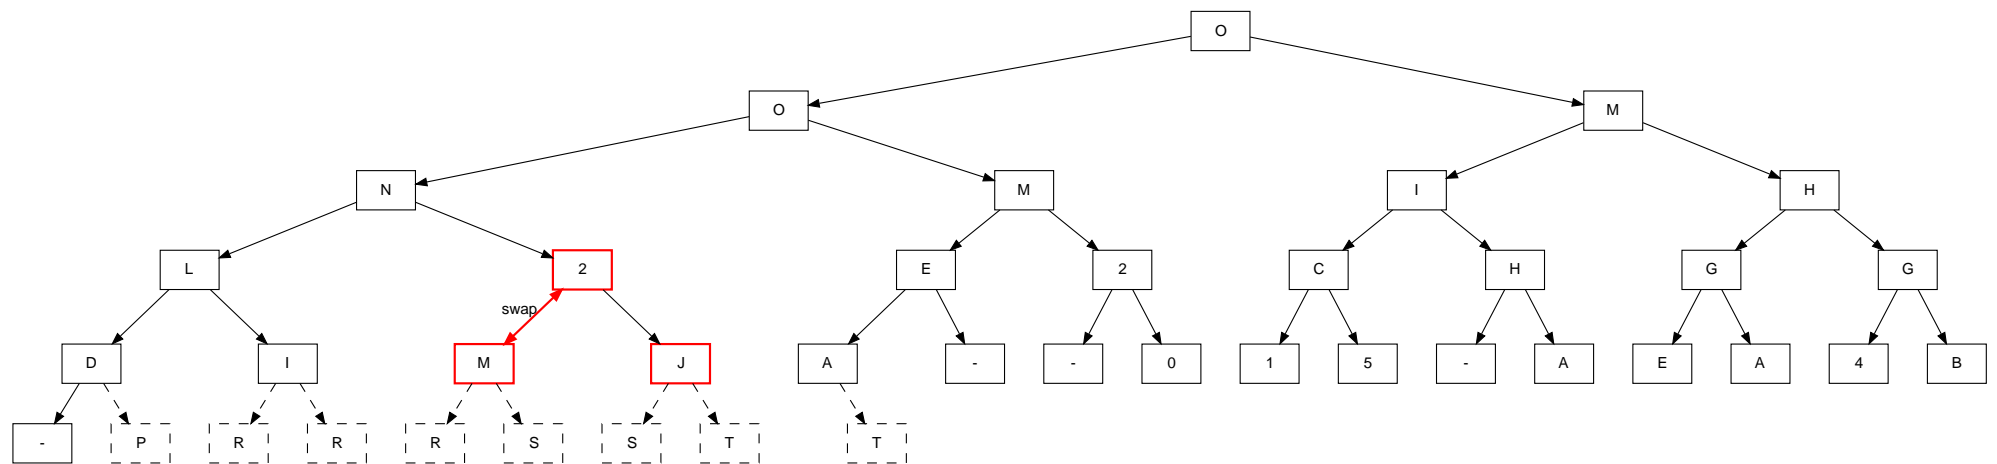 O
O M
N M I H
L 2 E 2 C H G G
swap
D I M J A - - 0 1 5 - A E A 4 B
- P R R R S S T T